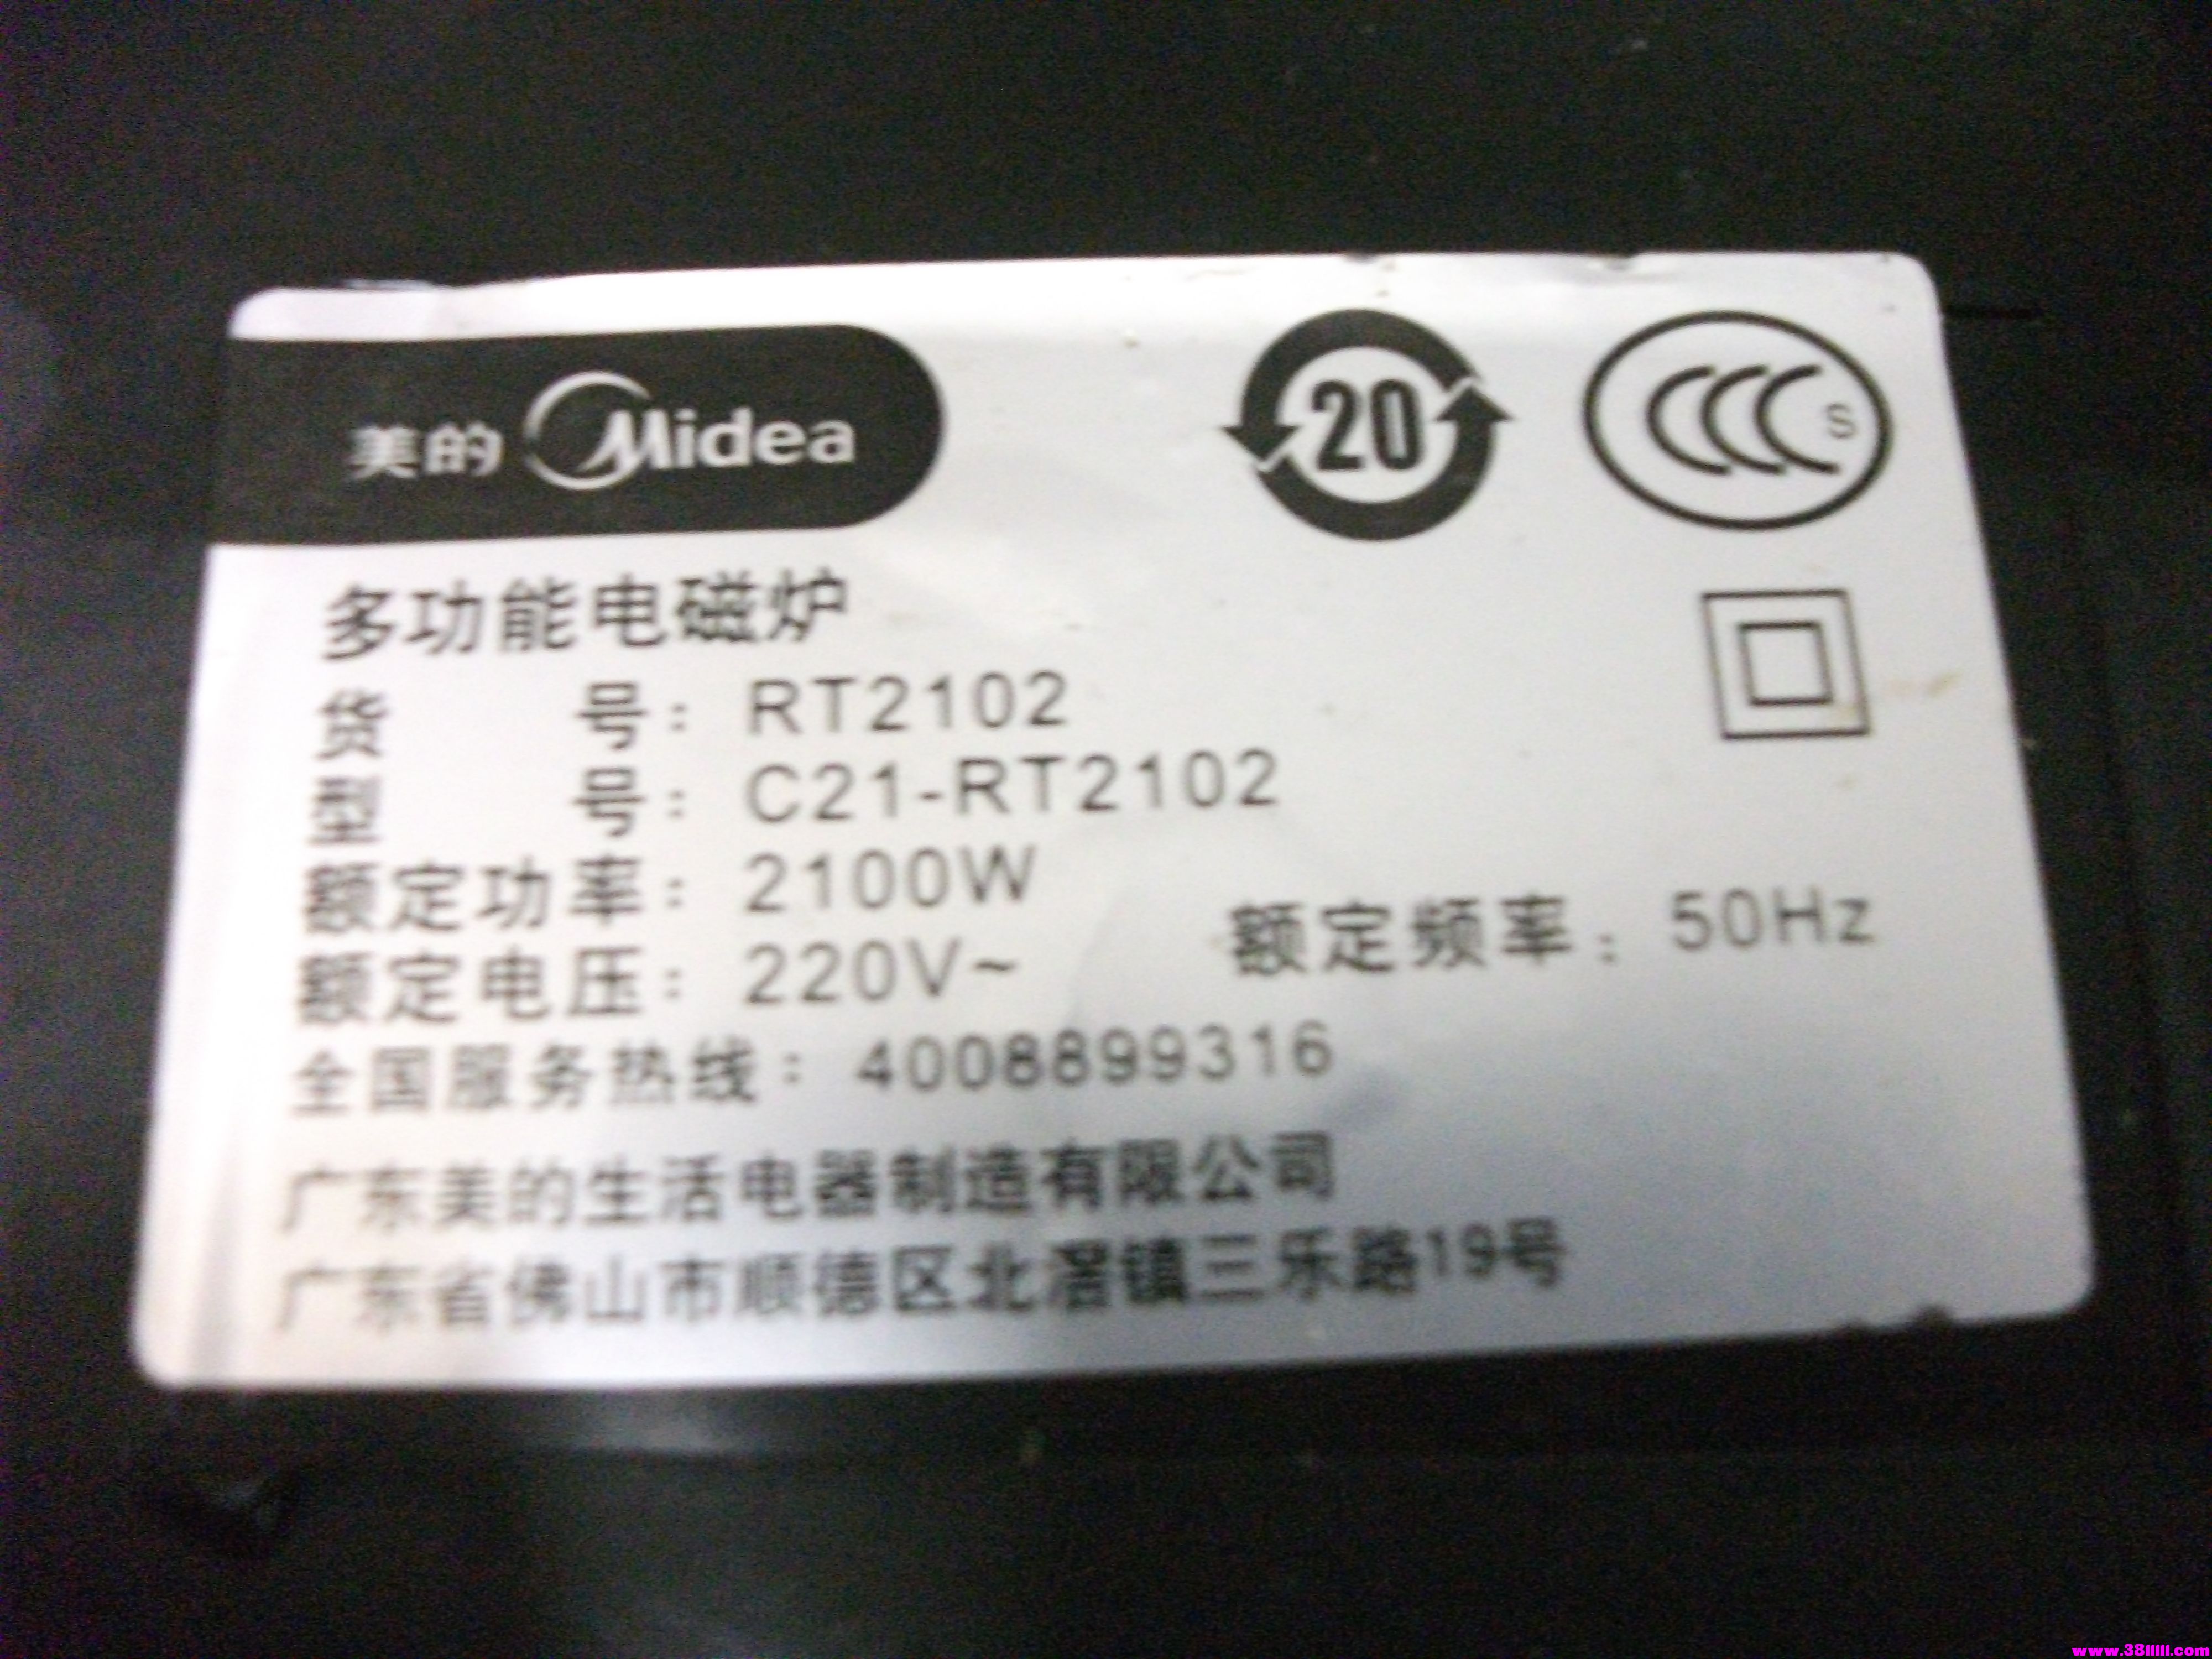 美的 Midea
20
CCC S
多功能电磁炉
货号：RT2102
型号：C21-RT2102
额定功率：2100W
额定电压：220V~ 额定频率：50Hz
全国服务热线：4008899316
广东美的生活电器制造有限公司
广东省佛山市顺德区北滘镇三乐路19号
www.38lllll.com